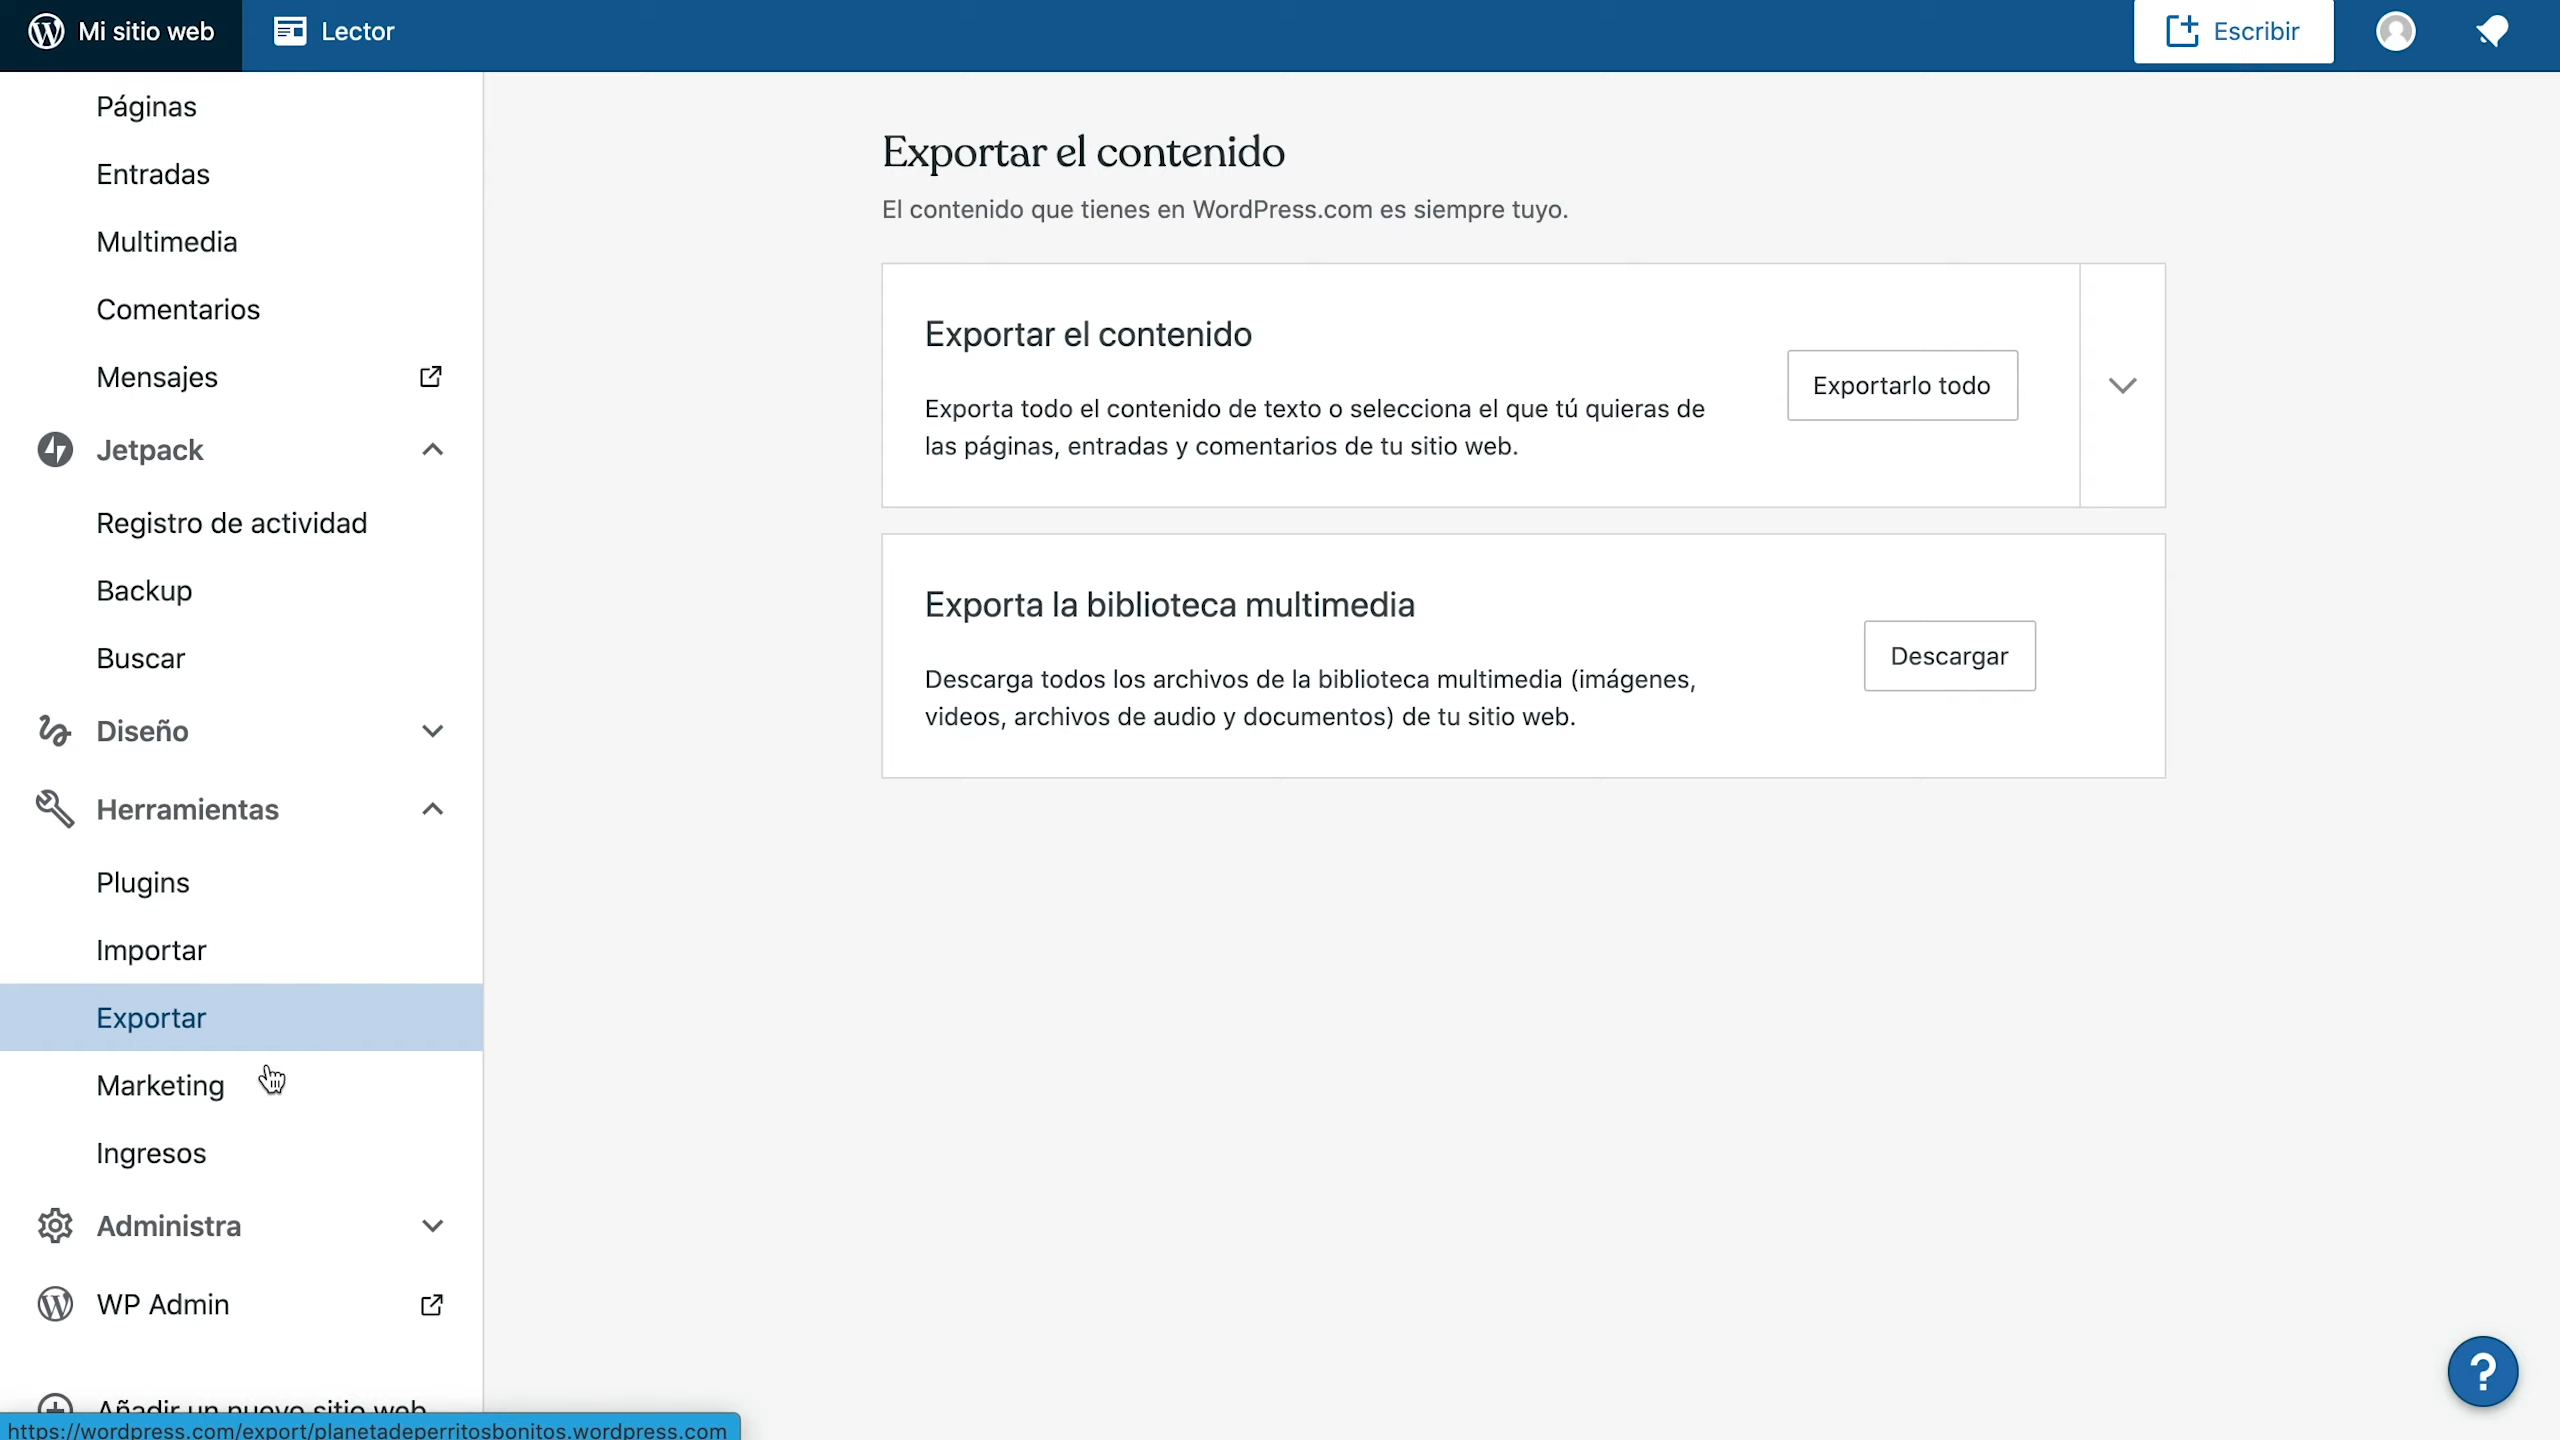 Mi sitio web
Lector
Escribir
Páginas
Entradas
Multimedia
Comentarios
Mensajes
Jetpack
Registro de actividad
Backup
Buscar
Diseño
Herramientas
Plugins
Importar
Exportar
Marketing
Ingresos
Administra
WP Admin
Añadir un nuevo sitio web
https://wordpress.com/export/planetadeperritosbonitos.wordpress.com
Exportar el contenido
El contenido que tienes en WordPress.com es siempre tuyo.
Exportar el contenido
Exporta todo el contenido de texto o selecciona el que tú quieras de
las páginas, entradas y comentarios de tu sitio web.
Exportarlo todo
Exporta la biblioteca multimedia
Descarga todos los archivos de la biblioteca multimedia (imágenes,
videos, archivos de audio y documentos) de tu sitio web.
Descargar
?